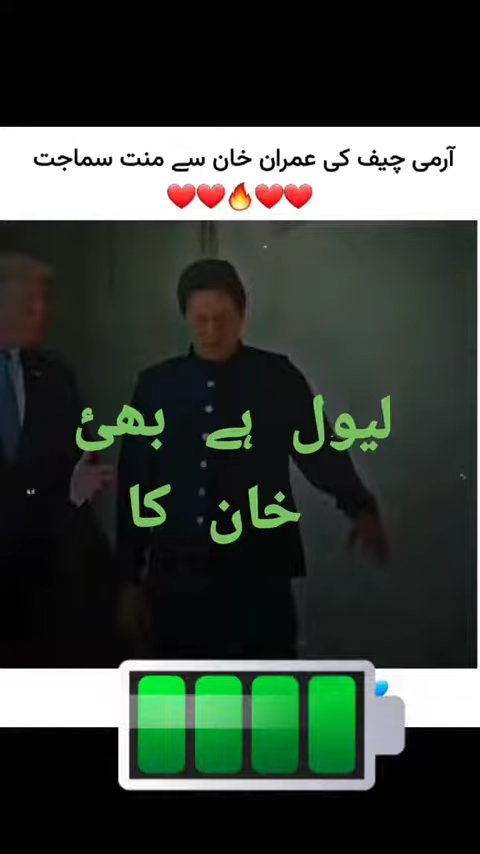 آرمی چیف کی عمران خان سے منت سماجت
❤️❤️🔥❤️❤️
لیول ہے بھئ
خان کا